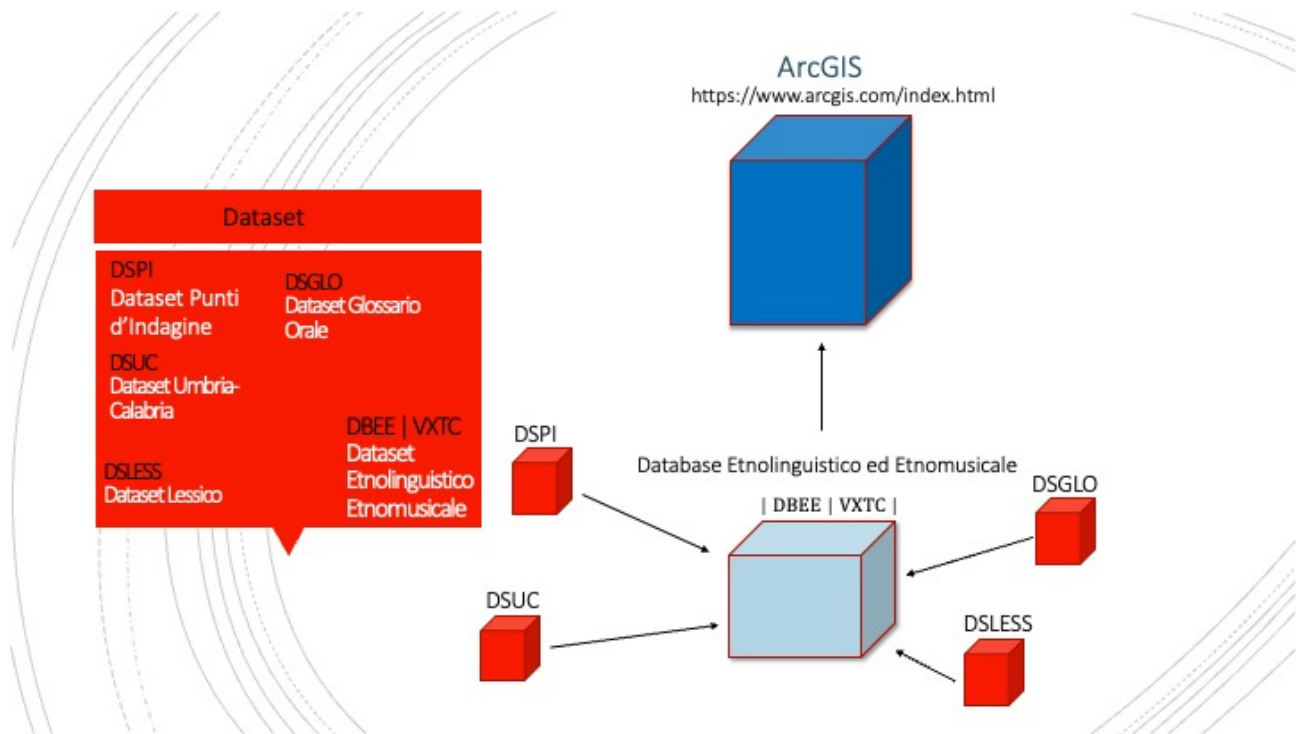 ArcGIS
https://www.arcgis.com/index.html
Dataset
DSPI
Dataset Punti
d’Indagine
DSGLO
Dataset Glossario
Orale
DSUC
Dataset Umbria-
Calabria
DBEE | VXTC
Dataset
Etnolinguistico
Etnomusicale
DSLESS
Dataset Lessico
DSPI
Database Etnolinguistico ed Etnomusicale
| DBEE | VXTC |
DSGLO
DSUC
DSLESS